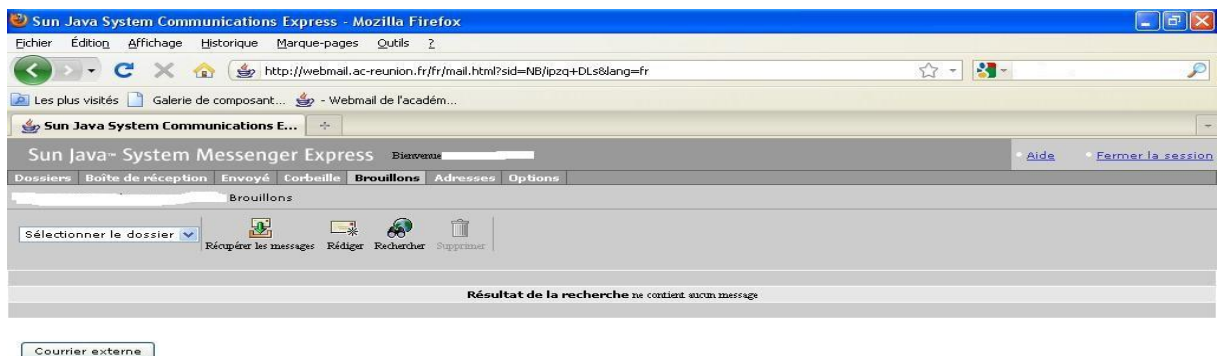 Sun Java System Communications Express - Mozilla Firefox
Fichier Édition Affichage Historique Marque-pages Outils ?
http://webmail.ac-reunion.fr/fr/mail.html?sid=NB/ipzq+DLs&lang=fr
Les plus visités Galerie de composant... - Webmail de l'académ...
Sun Java System Communications E...
Sun Java™ System Messenger Express Bienvenue Aide Fermer la session
Dossiers Boîte de réception Envoyé Corbeille Brouillons Adresses Options
Brouillons
Sélectionner le dossier
Récupérer les messages Rédiger Rechercher Supprimer
Résultat de la recherche ne contient aucun message
Courrier externe